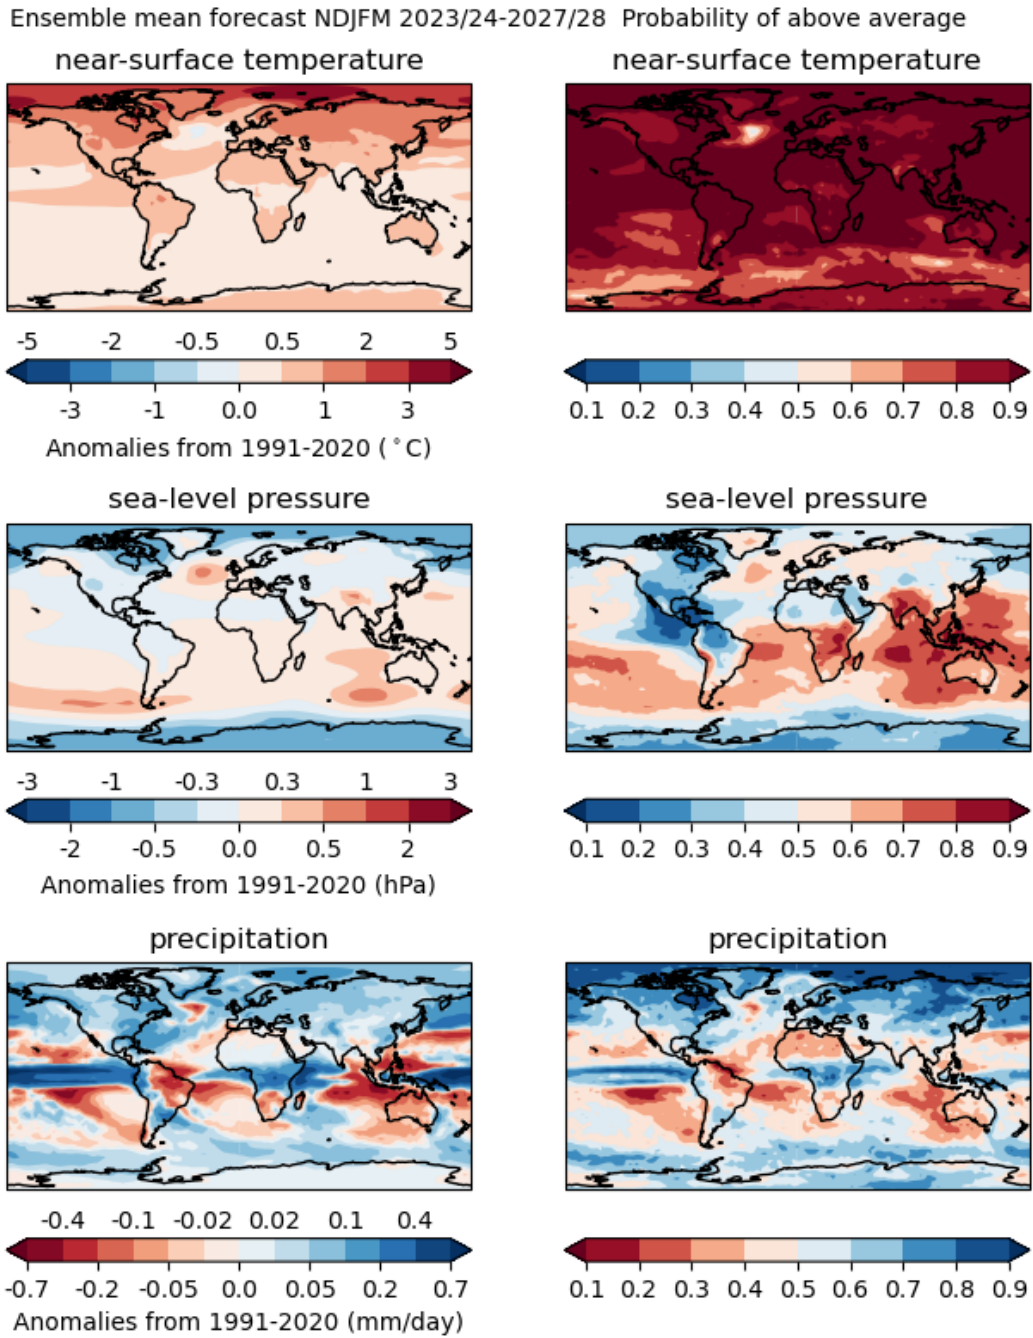 Ensemble mean forecast NDJFM 2023/24-2027/28 Probability of above average
near-surface temperature near-surface temperature
-5 -2 -0.5 0.5 2 5
-3 -1 0.0 1 3
0.1 0.2 0.3 0.4 0.5 0.6 0.7 0.8 0.9
Anomalies from 1991-2020 (°C)
sea-level pressure sea-level pressure
-3 -1 -0.3 0.3 1 3
-2 -0.5 0.0 0.5 2
0.1 0.2 0.3 0.4 0.5 0.6 0.7 0.8 0.9
Anomalies from 1991-2020 (hPa)
precipitation precipitation
-0.4 -0.1 -0.02 0.02 0.1 0.4
-0.7 -0.2 -0.05 0.0 0.05 0.2 0.7
0.1 0.2 0.3 0.4 0.5 0.6 0.7 0.8 0.9
Anomalies from 1991-2020 (mm/day)